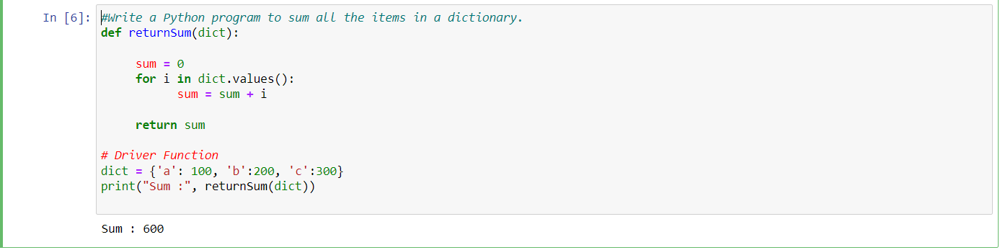 In [6]: #Write a Python program to sum all the items in a dictionary.
def returnSum(dict):
sum = 0
for i in dict.values():
sum = sum + i
return sum
# Driver Function
dict = {'a': 100, 'b':200, 'c':300}
print("Sum :", returnSum(dict))
Sum : 600